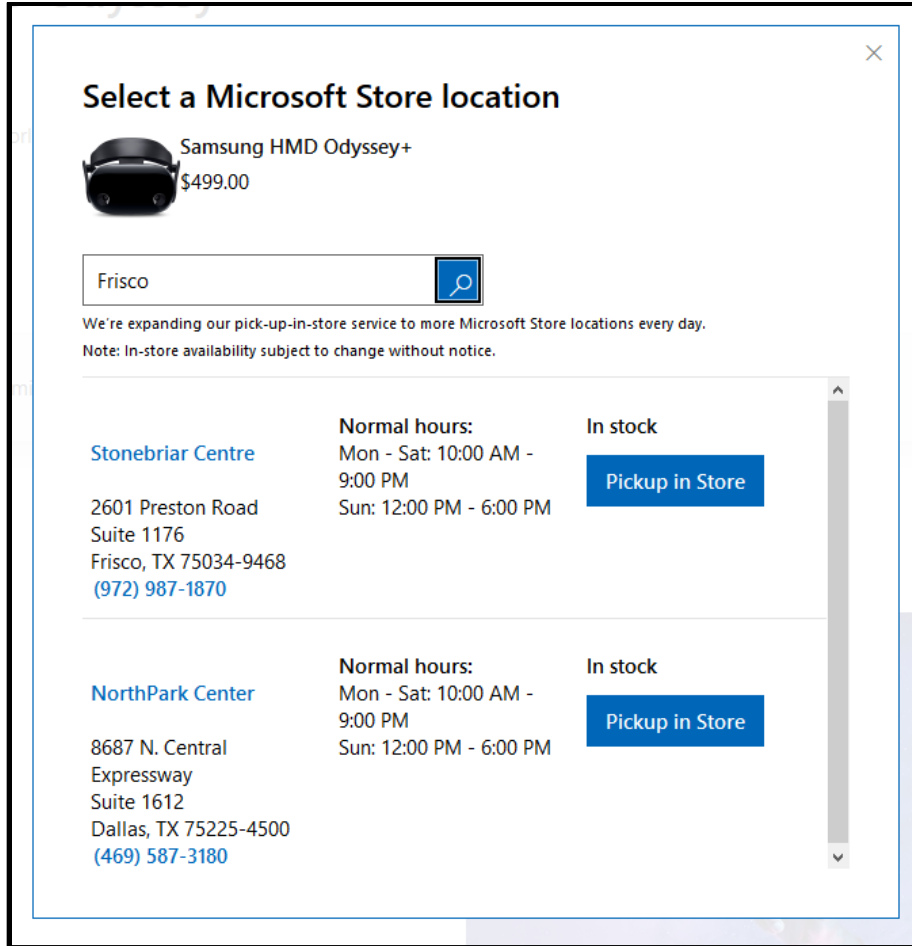 Select a Microsoft Store location
Samsung HMD Odyssey+
$499.00
Frisco
We're expanding our pick-up-in-store service to more Microsoft Store locations every day.
Note: In-store availability subject to change without notice.
Stonebriar Centre
2601 Preston Road
Suite 1176
Frisco, TX 75034-9468
(972) 987-1870
Normal hours:
Mon - Sat: 10:00 AM -
9:00 PM
Sun: 12:00 PM - 6:00 PM
In stock
Pickup in Store
NorthPark Center
8687 N. Central
Expressway
Suite 1612
Dallas, TX 75225-4500
(469) 587-3180
Normal hours:
Mon - Sat: 10:00 AM -
9:00 PM
Sun: 12:00 PM - 6:00 PM
In stock
Pickup in Store